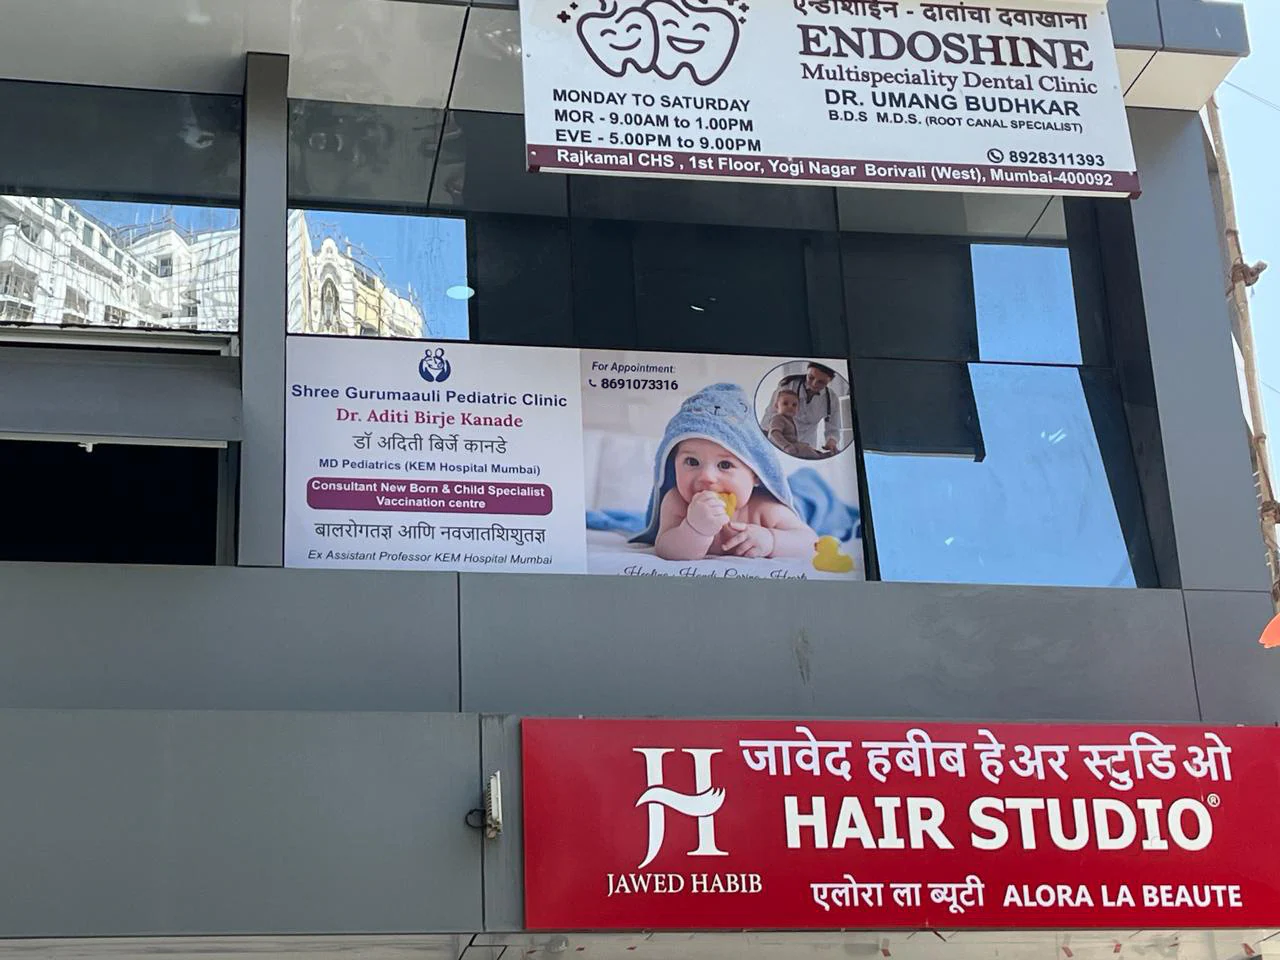 एन्डोशाईन - दातांचा दवाखाना
ENDOSHINE
Multispeciality Dental Clinic
DR. UMANG BUDHKAR
B.D.S M.D.S. (ROOT CANAL SPECIALIST)
MONDAY TO SATURDAY
MOR - 9.00AM to 1.00PM
EVE - 5.00PM to 9.00PM
8928311393
Rajkamal CHS , 1st Floor, Yogi Nagar Borivali (West), Mumbai-400092
Shree Gurumaauli Pediatric Clinic
Dr. Aditi Birje Kanade
डॉ अदिती बिर्जे कानडे
MD Pediatrics (KEM Hospital Mumbai)
Consultant New Born & Child Specialist
Vaccination centre
बालरोगतज्ञ आणि नवजातशिशुतज्ञ
Ex Assistant Professor KEM Hospital Mumbai
For Appointment:
8691073316
Healing Hands Caring Hearts
जावेद हबीब हेअर स्टुडिओ
HAIR STUDIO®
JAWED HABIB
एलोरा ला ब्यूटी ALORA LA BEAUTE